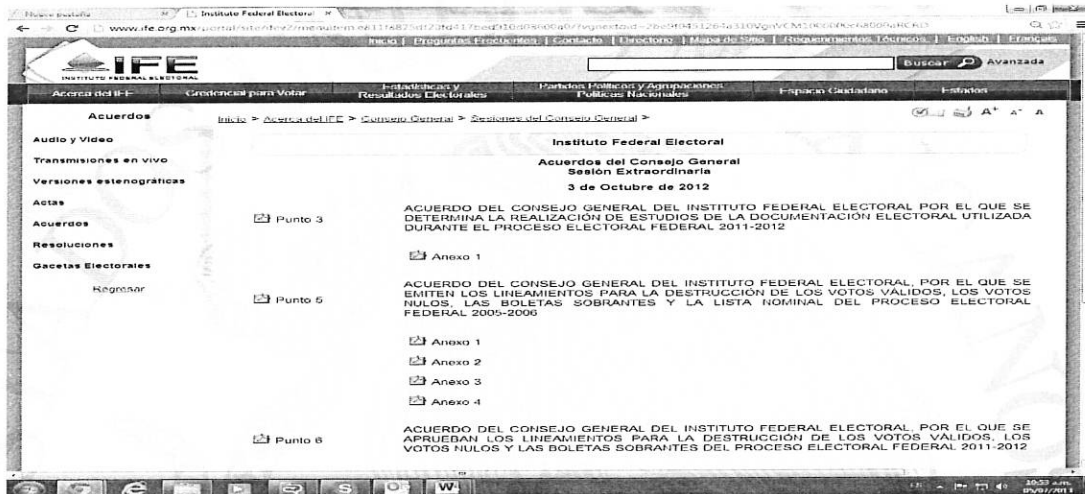 Nueva pestaña
Instituto Federal Electoral
www.ife.org.mx
Inicio | Preguntas Frecuentes | Contacto | Directorio | Mapa de Sitio | Requerimientos Técnicos | English | Français
IFE
INSTITUTO FEDERAL ELECTORAL
Buscar Avanzada
Acerca del IFE
Credencial para Votar
Estadísticas y Resultados Electorales
Partidos Políticos y Agrupaciones Políticas Nacionales
Espacio Ciudadano
Estados
Acuerdos
Audio y Video
Transmisiones en vivo
Versiones estenográficas
Actas
Acuerdos
Resoluciones
Gacetas Electorales
Regresar
Inicio > Acerca del IFE > Consejo General > Sesiones del Consejo General >
A+ A- A
Instituto Federal Electoral
Acuerdos del Consejo General
Sesión Extraordinaria
3 de Octubre de 2012
Punto 3
ACUERDO DEL CONSEJO GENERAL DEL INSTITUTO FEDERAL ELECTORAL POR EL QUE SE
DETERMINA LA REALIZACIÓN DE ESTUDIOS DE LA DOCUMENTACIÓN ELECTORAL UTILIZADA
DURANTE EL PROCESO ELECTORAL FEDERAL 2011-2012
Anexo 1
Punto 5
ACUERDO DEL CONSEJO GENERAL DEL INSTITUTO FEDERAL ELECTORAL, POR EL QUE SE
EMITEN LOS LINEAMIENTOS PARA LA DESTRUCCIÓN DE LOS VOTOS VÁLIDOS, LOS VOTOS
NULOS, LAS BOLETAS SOBRANTES Y LA LISTA NOMINAL DEL PROCESO ELECTORAL
FEDERAL 2005-2006
Anexo 1
Anexo 2
Anexo 3
Anexo 4
Punto 6
ACUERDO DEL CONSEJO GENERAL DEL INSTITUTO FEDERAL ELECTORAL, POR EL QUE SE
APRUEBAN LOS LINEAMIENTOS PARA LA DESTRUCCIÓN DE LOS VOTOS VÁLIDOS, LOS
VOTOS NULOS Y LAS BOLETAS SOBRANTES DEL PROCESO ELECTORAL FEDERAL 2011-2012
10:53 a.m.
05/07/2013